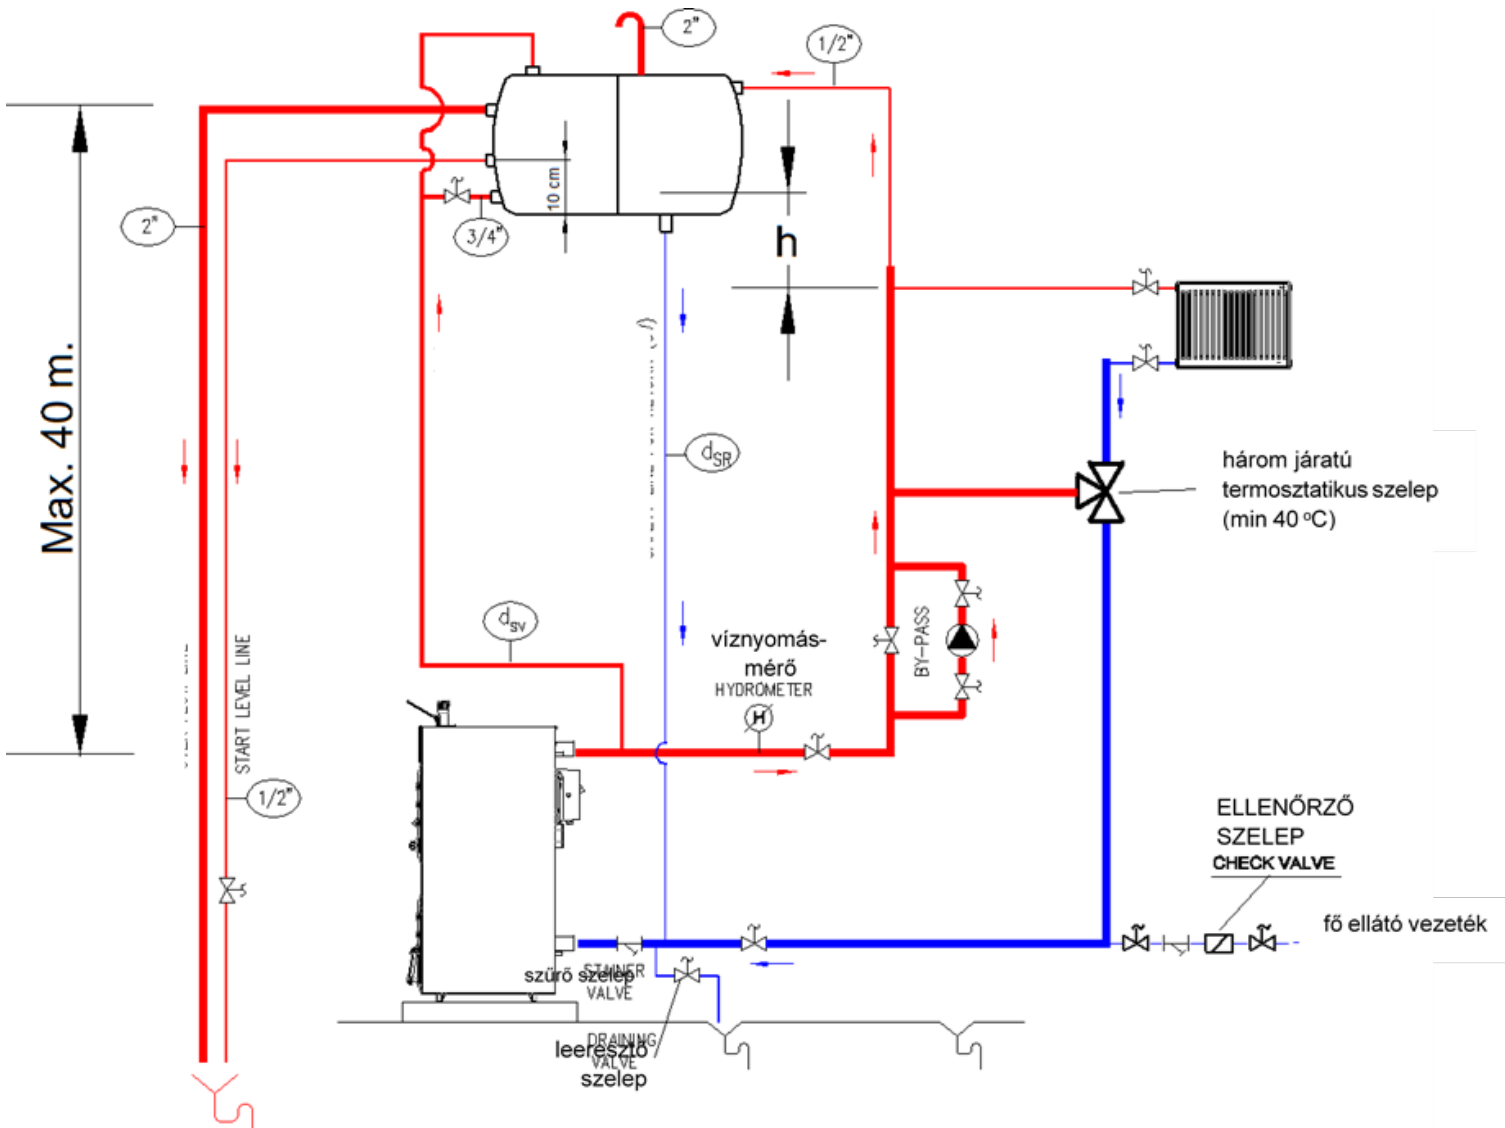 2"
1/2"
10 cm
2"
3/4"
h
Max. 40 m.
dSR
három járatú
termosztatikus szelep
(min 40 °C)
dSV
víznyomás-
mérő
HYDROMETER
H
BY-PASS
START LEVEL LINE
1/2"
ELLENŐRZŐ
SZELEP
CHECK VALVE
fő ellátó vezeték
szűrő szelep
VALVE
DRAINING
VALVE
leeresztő
szelep